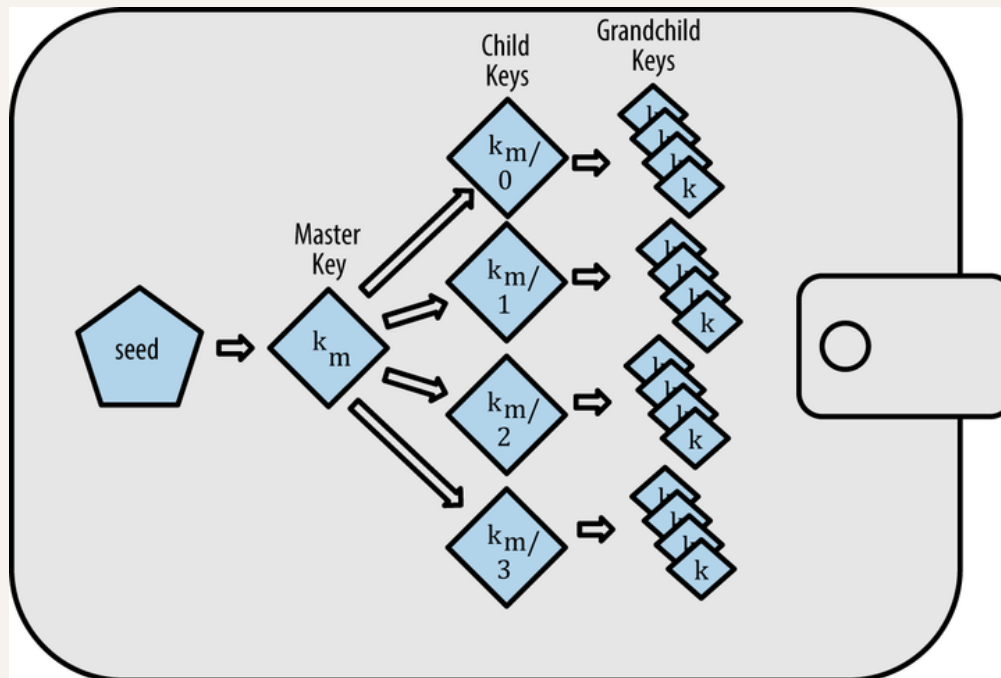 Child
Keys
Grandchild
Keys
Master
Key
seed
k m
k m/
0
k m/
1
k m/
2
k m/
3
k
k
k
k